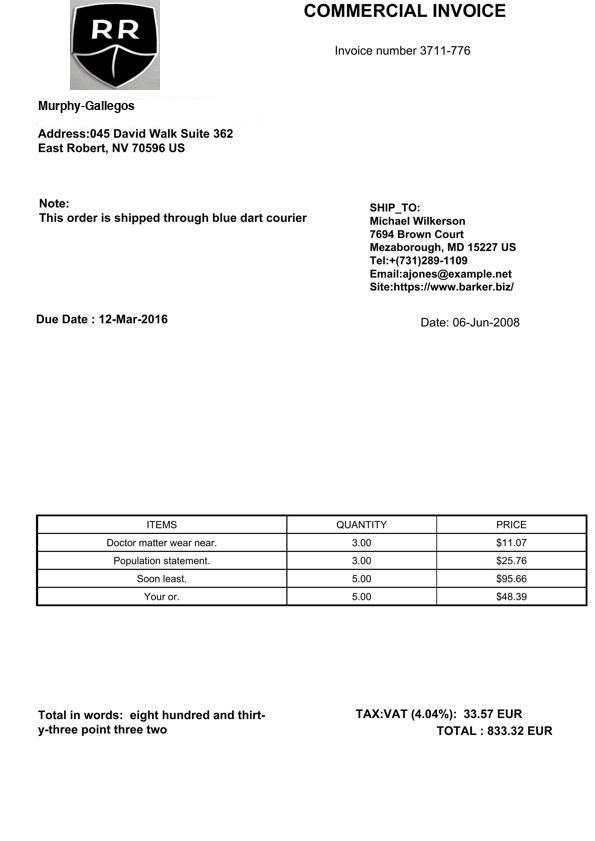 RR
COMMERCIAL INVOICE
Invoice number 3711-776
Murphy-Gallegos
Address:045 David Walk Suite 362
East Robert, NV 70596 US
Note:
This order is shipped through blue dart courier
SHIP_TO:
Michael Wilkerson
7694 Brown Court
Mezaborough, MD 15227 US
Tel:+(731)289-1109
Email:ajones@example.net
Site:https://www.barker.biz/
Due Date : 12-Mar-2016
Date: 06-Jun-2008
ITEMS QUANTITY PRICE
Doctor matter wear near. 3.00 $11.07
Population statement. 3.00 $25.76
Soon least. 5.00 $95.66
Your or. 5.00 $48.39
Total in words: eight hundred and thirt-
y-three point three two
TAX:VAT (4.04%): 33.57 EUR
TOTAL : 833.32 EUR